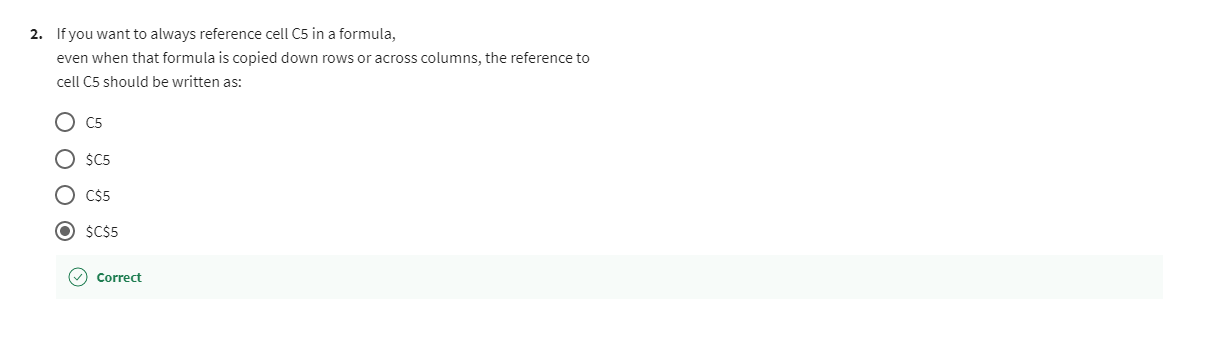 2. If you want to always reference cell C5 in a formula,
even when that formula is copied down rows or across columns, the reference to
cell C5 should be written as:
C5
$C5
C$5
$C$5
Correct